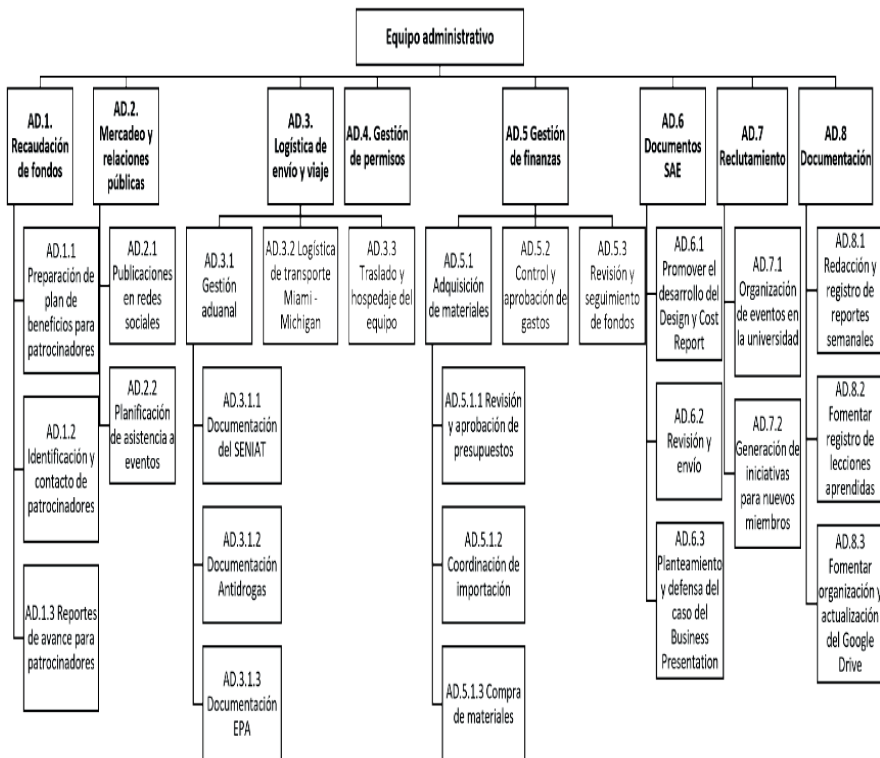 Equipo administrativo
AD.1.
Recaudación
de fondos
AD.2.
Mercadeo y
relaciones
públicas
AD.3.
Logística de
envío y viaje
AD.4. Gestión
de permisos
AD.5 Gestión
de finanzas
AD.6
Documentos
SAE
AD.7
Reclutamiento
AD.8
Documentación
AD.1.1
Preparación de
plan de
beneficios para
patrocinadores
AD.1.2
Identificación y
contacto de
patrocinadores
AD.1.3 Reportes
de avance para
patrocinadores
AD.2.1
Publicaciones
en redes
sociales
AD.2.2
Planificación
de asistencia a
eventos
AD.3.1
Gestión
aduanal
AD.3.2 Logística
de transporte
Miami -
Michigan
AD.3.3
Traslado y
hospedaje del
equipo
AD.3.1.1
Documentación
del SENIAT
AD.3.1.2
Documentación
Antidrogas
AD.3.1.3
Documentación
EPA
AD.5.1
Adquisición
de materiales
AD.5.2
Control y
aprobación de
gastos
AD.5.3
Revisión y
seguimiento
de fondos
AD.5.1.1 Revisión
y aprobación de
presupuestos
AD.5.1.2
Coordinación de
importación
AD.5.1.3 Compra
de materiales
AD.6.1
Promover el
desarrollo del
Design y Cost
Report
AD.6.2
Revisión y
envío
AD.6.3
Planteamiento
y defensa del
caso del
Business
Presentation
AD.7.1
Organización
de eventos en
la universidad
AD.7.2
Generación de
iniciativas
para nuevos
miembros
AD.8.1
Redacción y
registro de
reportes
semanales
AD.8.2
Fomentar
registro de
lecciones
aprendidas
AD.8.3
Fomentar
organización y
actualización
del Google
Drive